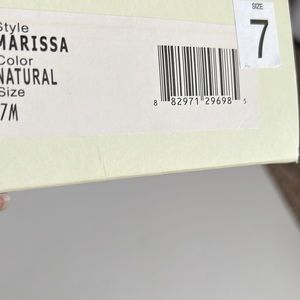 Style
MARISSA
Color
NATURAL
Size
7M
SIZE
7
8 82971 29698 5